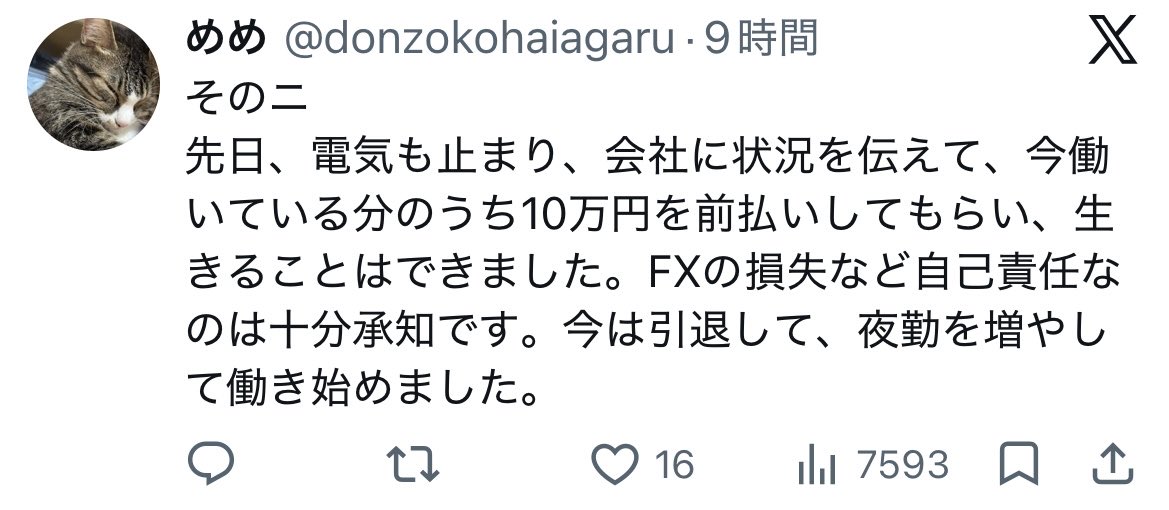 めめ @donzokohaiagaru · 9時間
その二
先日、電気も止まり、会社に状況を伝えて、今働
いている分のうち10万円を前払いしてもらい、生
きることはできました。FXの損失など自己責任な
のは十分承知です。今は引退して、夜勤を増やし
て働き始めました。
16 7593